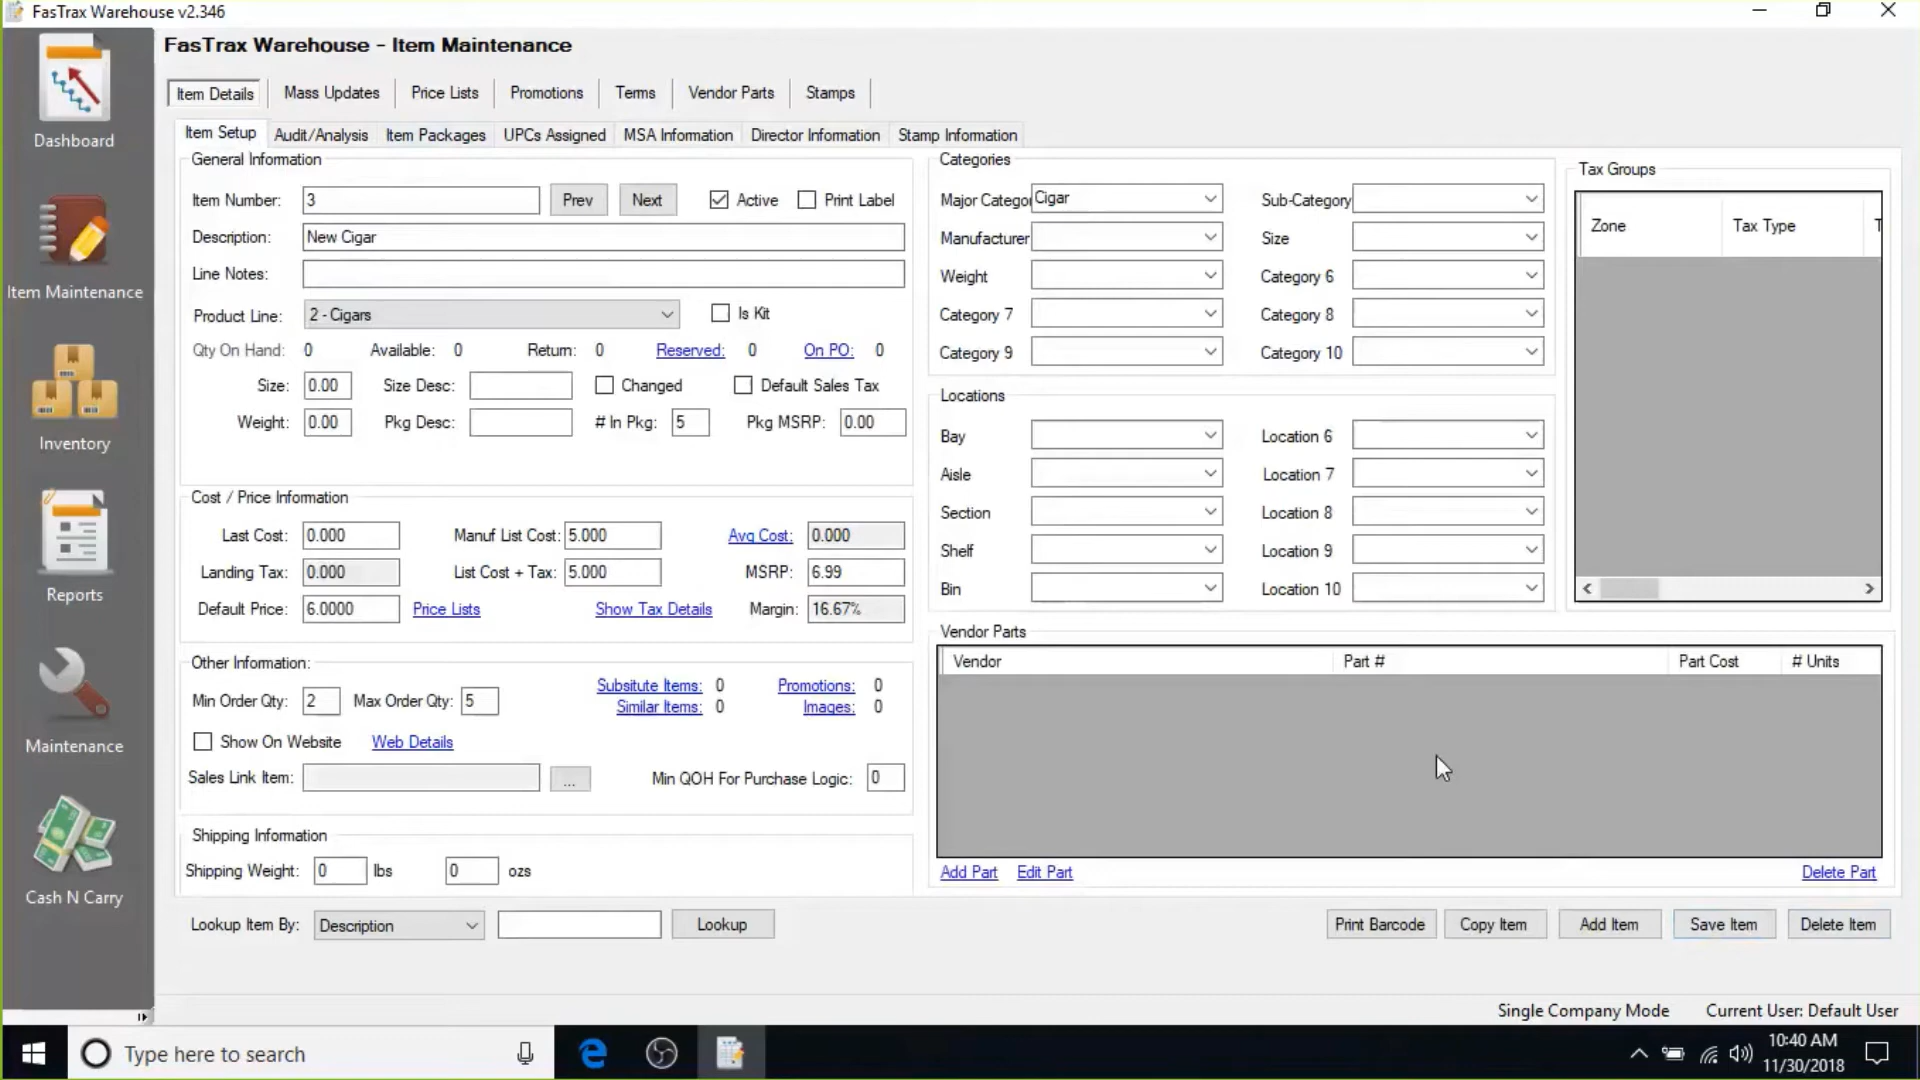 FasTrax Warehouse v2.346
FasTrax Warehouse - Item Maintenance
Dashboard
Item Maintenance
Inventory
Reports
Maintenance
Cash N Carry
Item Details Mass Updates Price Lists Promotions Terms Vendor Parts Stamps
Item Setup Audit/Analysis Item Packages UPCs Assigned MSA Information Director Information Stamp Information
General Information
Item Number: 3 Prev Next Active Print Label
Description: New Cigar
Line Notes:
Product Line: 2 - Cigars Is Kit
Qty On Hand: 0 Available: 0 Return: 0 Reserved: 0 On PO: 0
Size: 0.00 Size Desc: Changed Default Sales Tax
Weight: 0.00 Pkg Desc: # In Pkg: 5 Pkg MSRP: 0.00
Cost / Price Information
Last Cost: 0.000 Manuf List Cost: 5.000 Avg Cost: 0.000
Landing Tax: 0.000 List Cost + Tax: 5.000 MSRP: 6.99
Default Price: 6.0000 Price Lists Show Tax Details Margin: 16.67%
Other Information:
Min Order Qty: 2 Max Order Qty: 5 Subsitute Items: 0 Promotions: 0
Similar Items: 0 Images: 0
Show On Website Web Details
Sales Link Item: ... Min QOH For Purchase Logic: 0
Shipping Information
Shipping Weight: 0 lbs 0 ozs
Categories
Major Catego Cigar Sub-Category
Manufacturer Size
Weight Category 6
Category 7 Category 8
Category 9 Category 10
Locations
Bay Location 6
Aisle Location 7
Section Location 8
Shelf Location 9
Bin Location 10
Tax Groups
Zone Tax Type T
Vendor Parts
Vendor Part # Part Cost # Units
Add Part Edit Part Delete Part
Lookup Item By: Description Lookup Print Barcode Copy Item Add Item Save Item Delete Item
Single Company Mode Current User: Default User
Type here to search
10:40 AM
11/30/2018